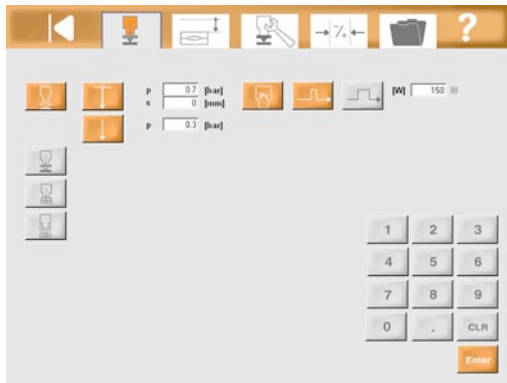 ?
p 0.7 [bar]
s 0 [mm]
[W] 150
p 0.3 [bar]
1 2 3
4 5 6
7 8 9
0 . CLR
Enter